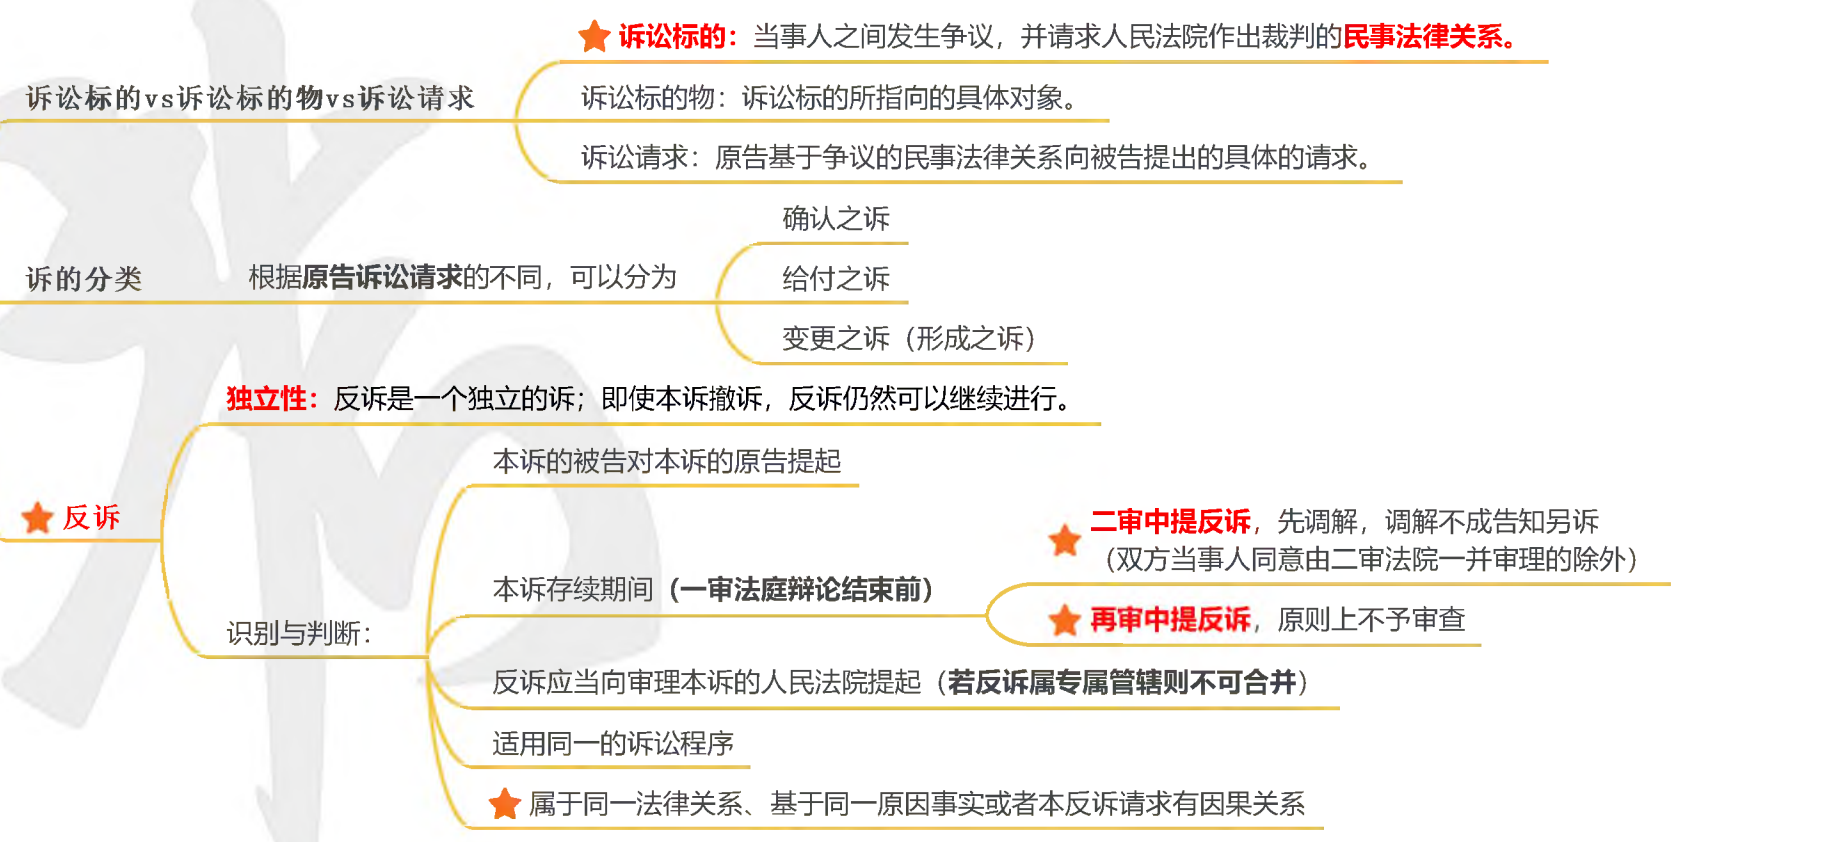 诉讼标的：当事人之间发生争议，并请求人民法院作出裁判的民事法律关系。
诉讼标的vs诉讼标的物vs诉讼请求
诉讼标的物：诉讼标的所指向的具体对象。
诉讼请求：原告基于争议的民事法律关系向被告提出的具体的请求。
确认之诉
诉的分类
根据原告诉讼请求的不同，可以分为
给付之诉
变更之诉（形成之诉）
独立性：反诉是一个独立的诉；即使本诉撤诉，反诉仍然可以继续进行。
本诉的被告对本诉的原告提起
反诉
二审中提反诉，先调解，调解不成告知另诉
（双方当事人同意由二审法院一并审理的除外）
本诉存续期间（一审法庭辩论结束前）
再审中提反诉，原则上不予审查
识别与判断：
反诉应当向审理本诉的人民法院提起（若反诉属专属管辖则不可合并）
适用同一的诉讼程序
属于同一法律关系、基于同一原因事实或者本反诉请求有因果关系